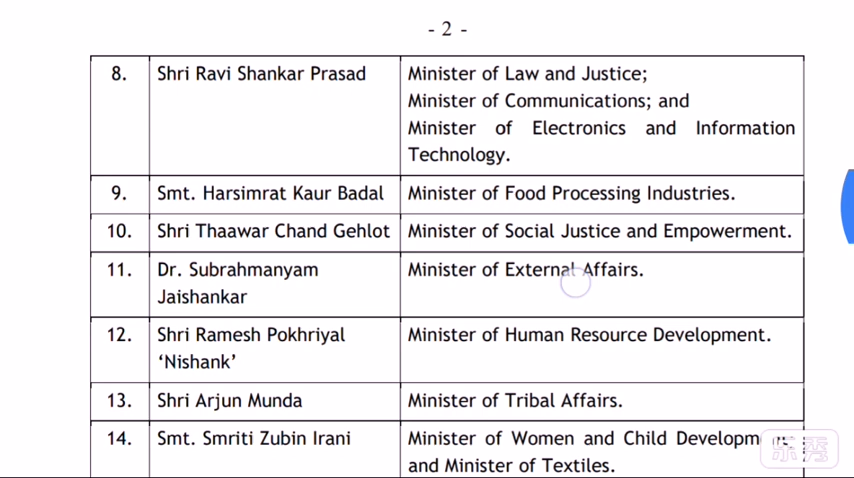 - 2 -
8. Shri Ravi Shankar Prasad Minister of Law and Justice;
Minister of Communications; and
Minister of Electronics and Information
Technology.
9. Smt. Harsimrat Kaur Badal Minister of Food Processing Industries.
10. Shri Thaawar Chand Gehlot Minister of Social Justice and Empowerment.
11. Dr. Subrahmanyam Minister of External Affairs.
Jaishankar
12. Shri Ramesh Pokhriyal Minister of Human Resource Development.
‘Nishank’
13. Shri Arjun Munda Minister of Tribal Affairs.
14. Smt. Smriti Zubin Irani Minister of Women and Child Development;
and Minister of Textiles.
乐秀